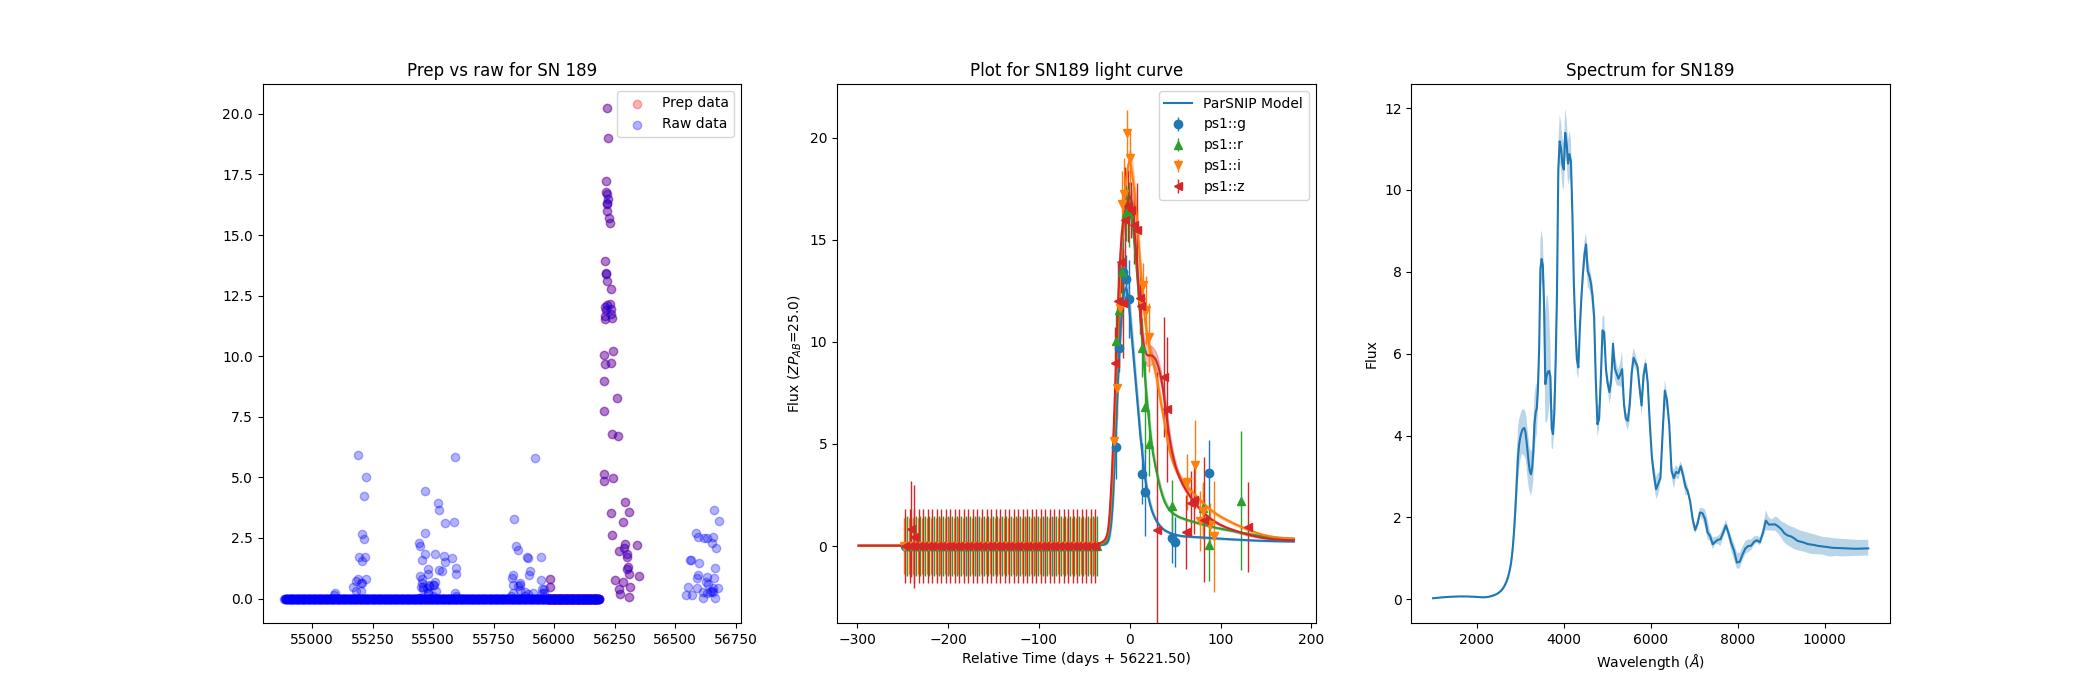 Prep vs raw for SN 189
Prep data
Raw data
20.0
17.5
15.0
12.5
10.0
7.5
5.0
2.5
0.0
55000 55250 55500 55750 56000 56250 56500 56750
Plot for SN189 light curve
ParSNIP Model
ps1::g
ps1::r
ps1::i
ps1::z
Flux (ZP_AB=25.0)
20
15
10
5
0
−300 −200 −100 0 100 200
Relative Time (days + 56221.50)
Spectrum for SN189
Flux
12
10
8
6
4
2
0
2000 4000 6000 8000 10000
Wavelength (Å)